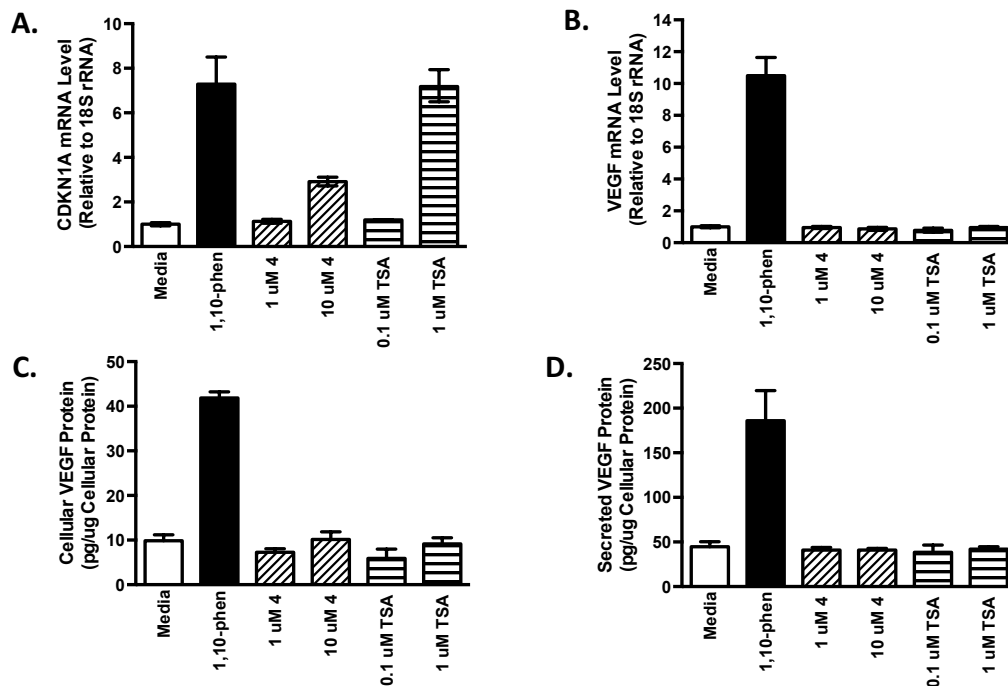 A.
CDKN1A mRNA Level
(Relative to 18S rRNA)
10
8
6
4
2
0
Media
1,10-phen
1 uM 4
10 uM 4
0.1 uM TSA
1 uM TSA
B.
VEGF mRNA Level
(Relative to 18S rRNA)
14
12
10
8
6
4
2
0
Media
1,10-phen
1 uM 4
10 uM 4
0.1 uM TSA
1 uM TSA
C.
Cellular VEGF Protein
(pg/ug Cellular Protein)
50
40
30
20
10
0
Media
1,10-phen
1 uM 4
10 uM 4
0.1 uM TSA
1 uM TSA
D.
Secreted VEGF Protein
(pg/ug Cellular Protein)
250
200
150
100
50
0
Media
1,10-phen
1 uM 4
10 uM 4
0.1 uM TSA
1 uM TSA